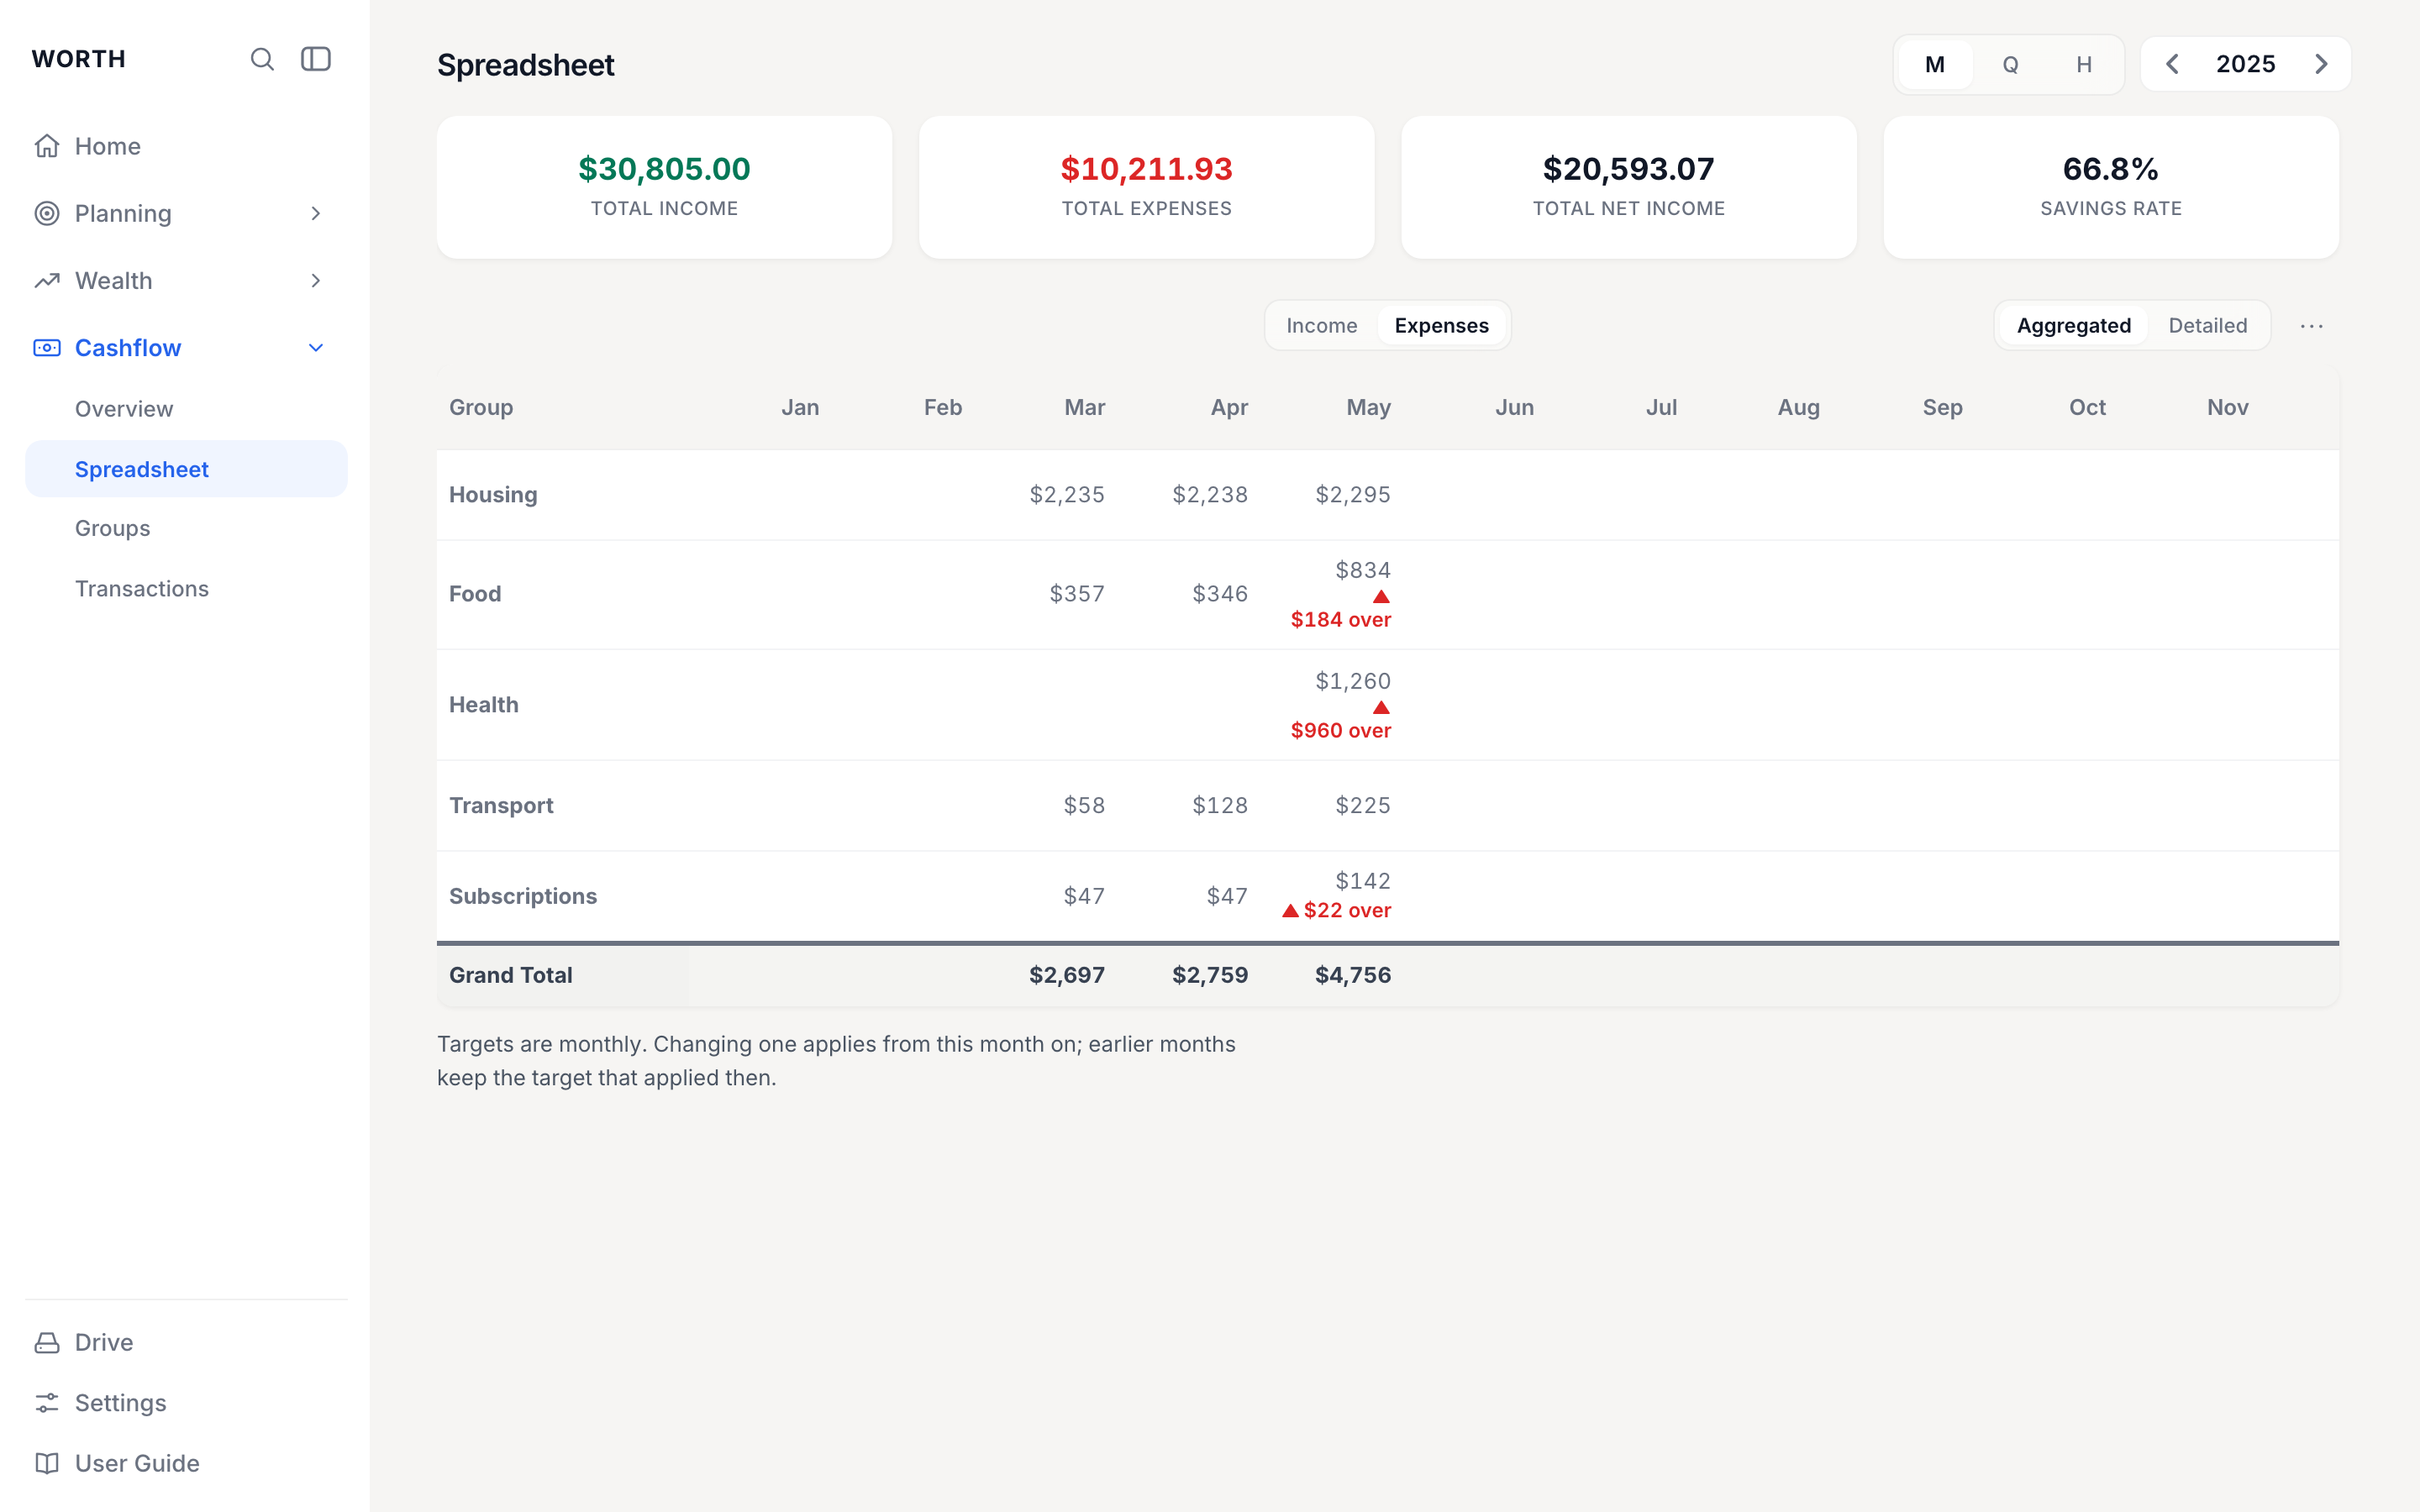 WORTH
Home
Planning
Wealth
Cashflow
Overview
Spreadsheet
Groups
Transactions
Drive
Settings
User Guide
Spreadsheet
M Q H 2025
$30,805.00
TOTAL INCOME
$10,211.93
TOTAL EXPENSES
$20,593.07
TOTAL NET INCOME
66.8%
SAVINGS RATE
Income Expenses
Aggregated Detailed ...
Group Jan Feb Mar Apr May Jun Jul Aug Sep Oct Nov
Housing $2,235 $2,238 $2,295
Food $357 $346 $834
▲
$184 over
Health $1,260
▲
$960 over
Transport $58 $128 $225
Subscriptions $47 $47 $142
▲ $22 over
Grand Total $2,697 $2,759 $4,756
Targets are monthly. Changing one applies from this month on; earlier months
keep the target that applied then.